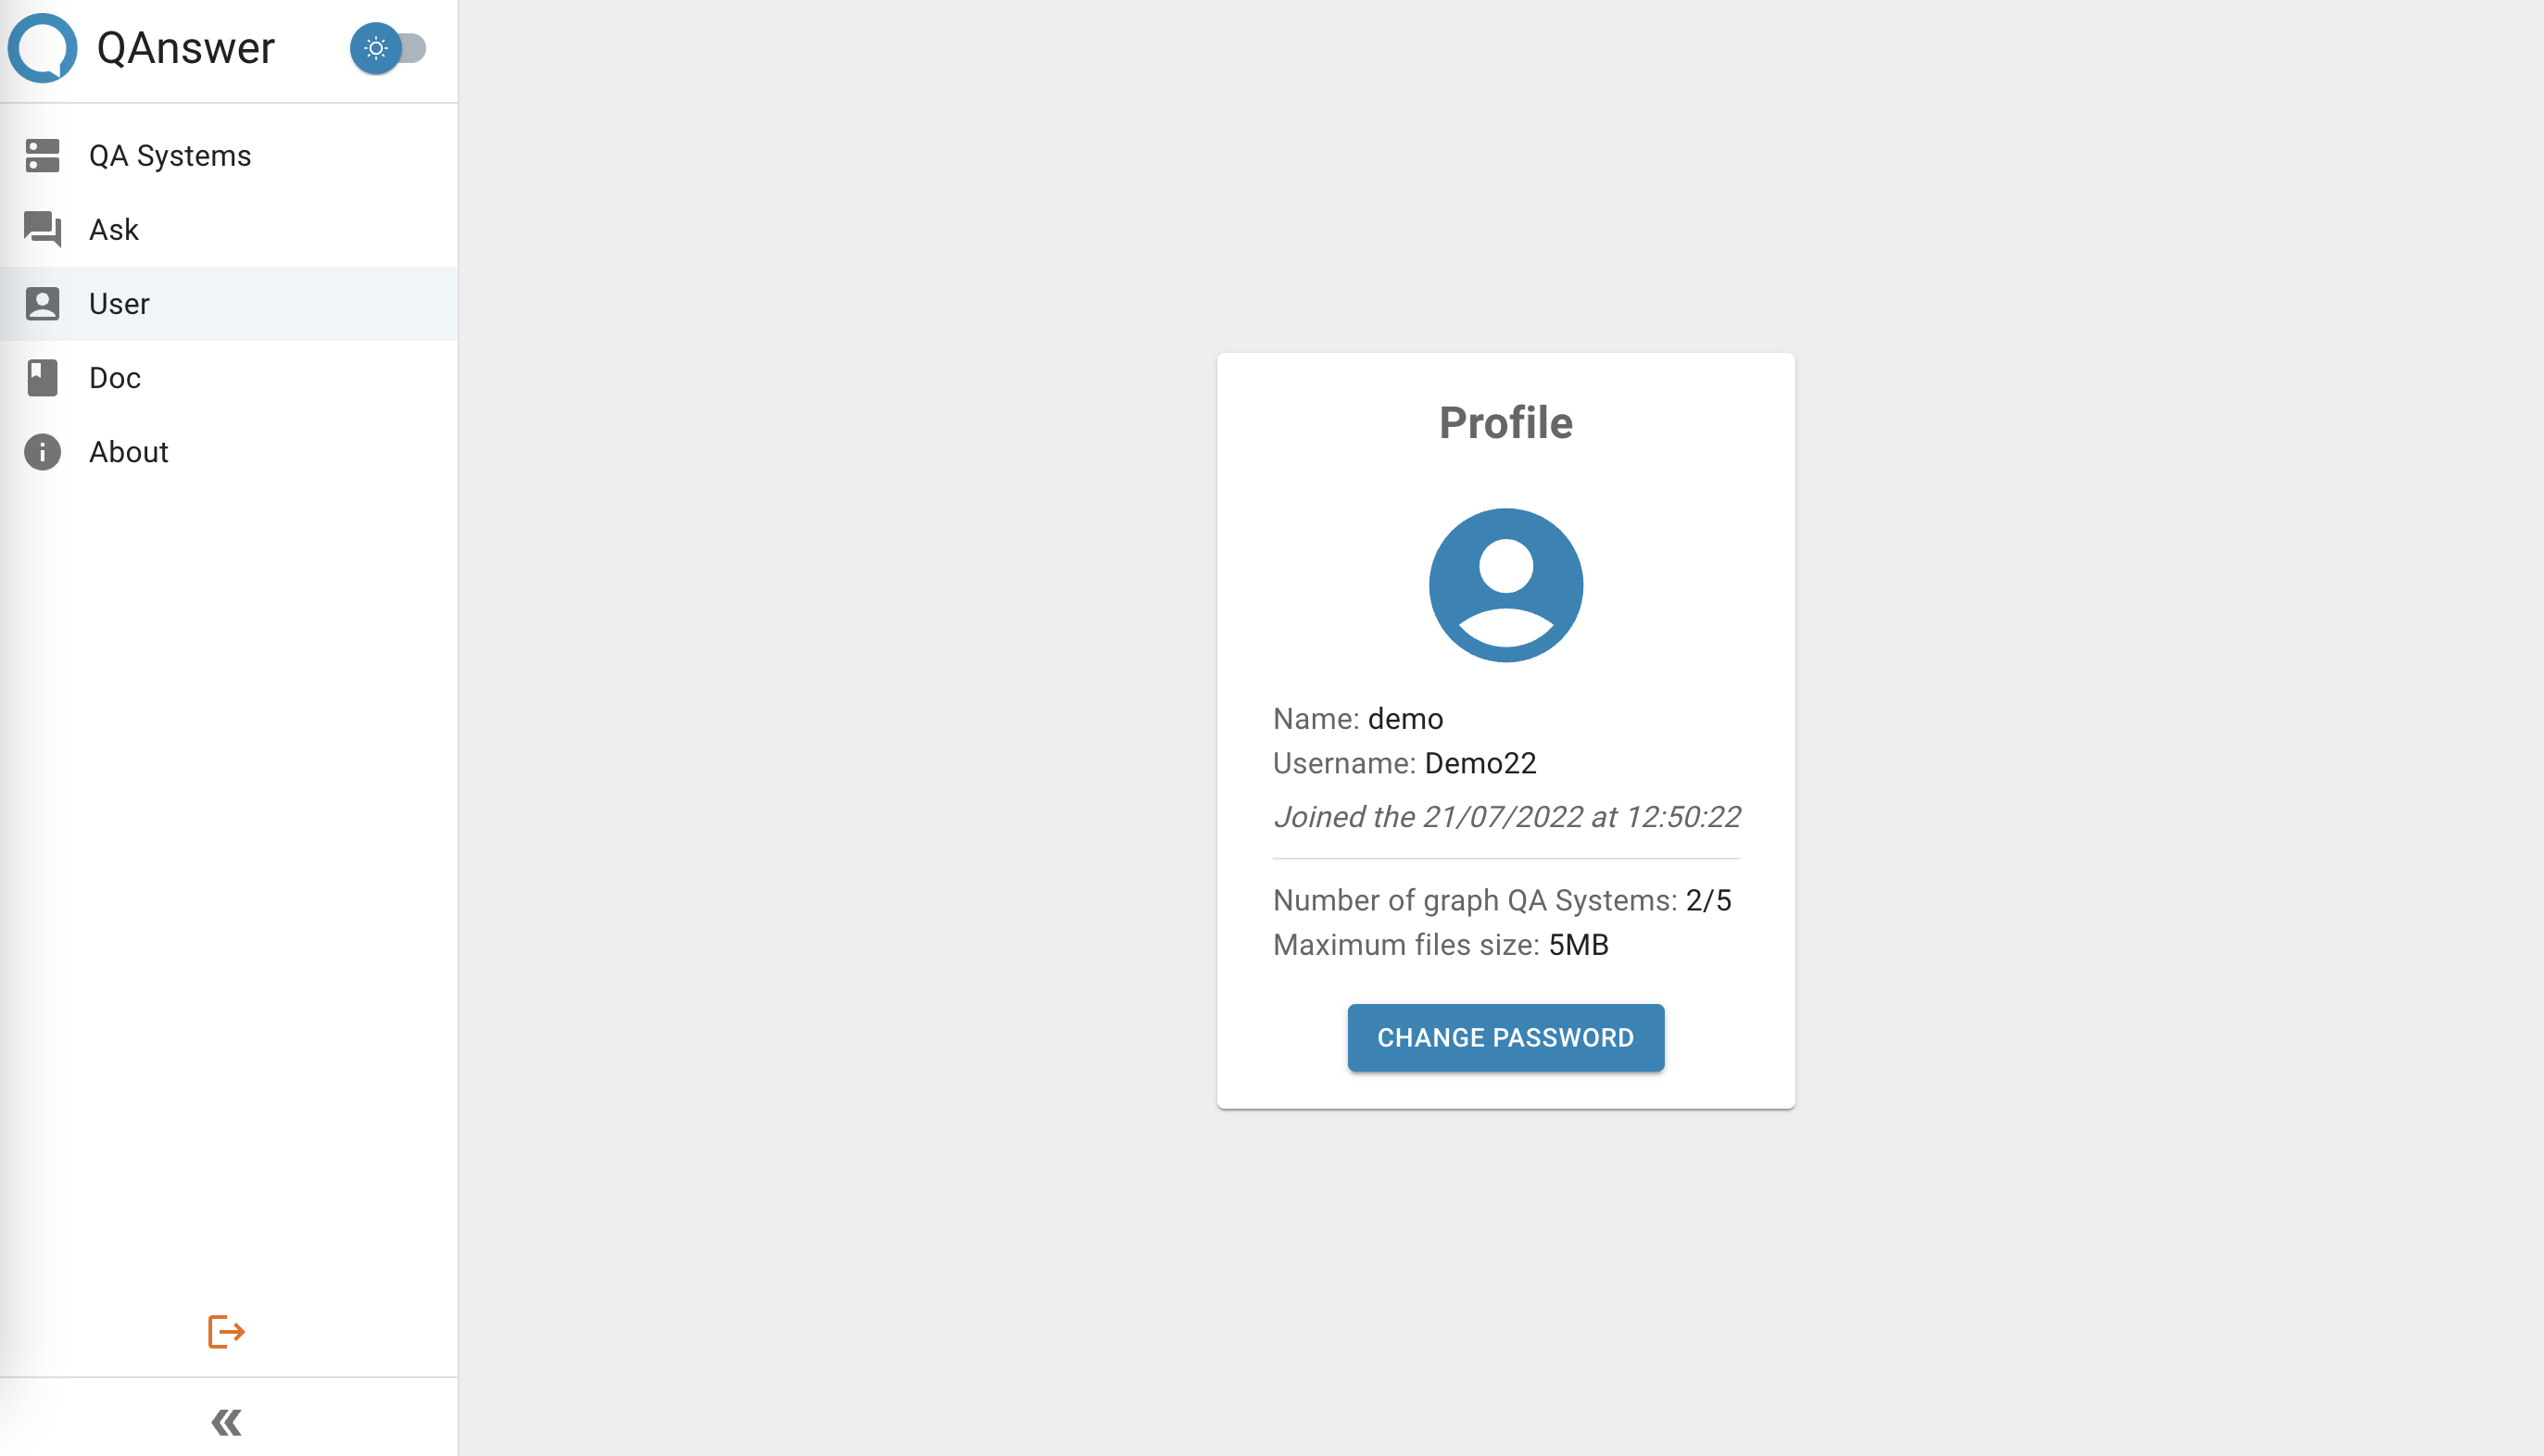 QAnswer
QA Systems
Ask
User
Doc
About
Profile
Name: demo
Username: Demo22
Joined the 21/07/2022 at 12:50:22
Number of graph QA Systems: 2/5
Maximum files size: 5MB
CHANGE PASSWORD